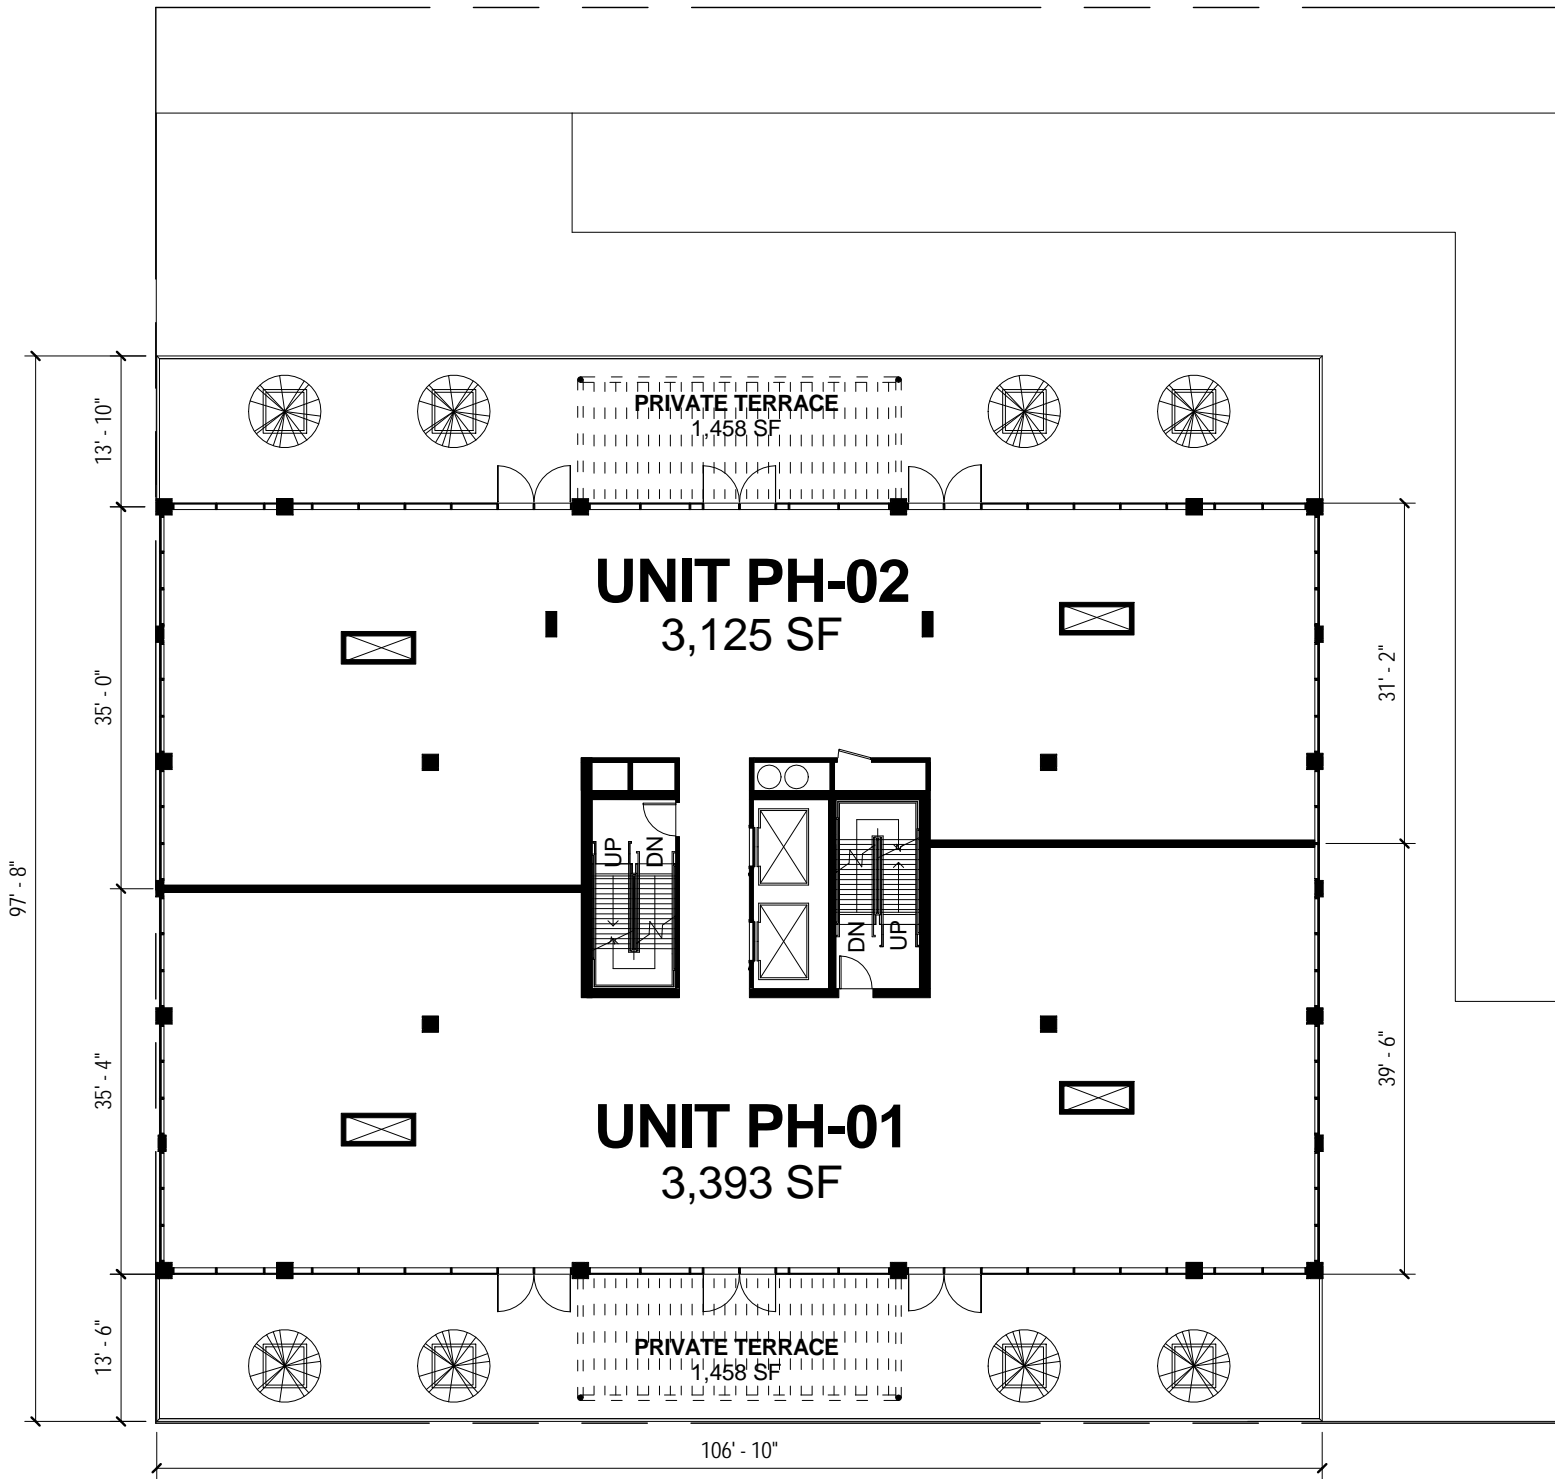 PRIVATE TERRACE
1,458 SF
13' - 10"
UNIT PH-02
3,125 SF
35' - 0"
31' - 2"
UP
DN
97' - 8"
DN
UP
35' - 4"
39' - 6"
UNIT PH-01
3,393 SF
13' - 6"
PRIVATE TERRACE
1,458 SF
106' - 10"